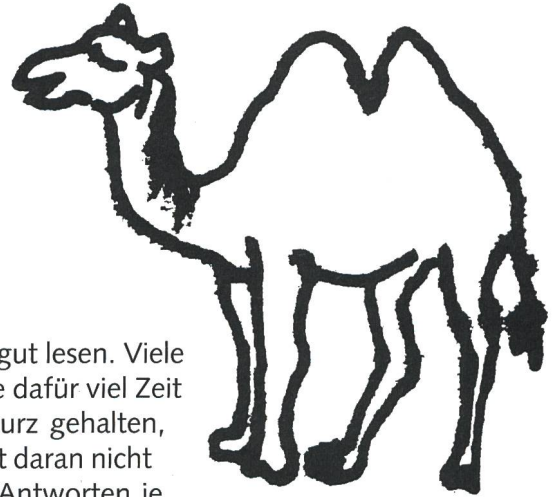 gut lesen. Viele
e dafür viel Zeit
urz gehalten,
t daran nicht
Antworten je